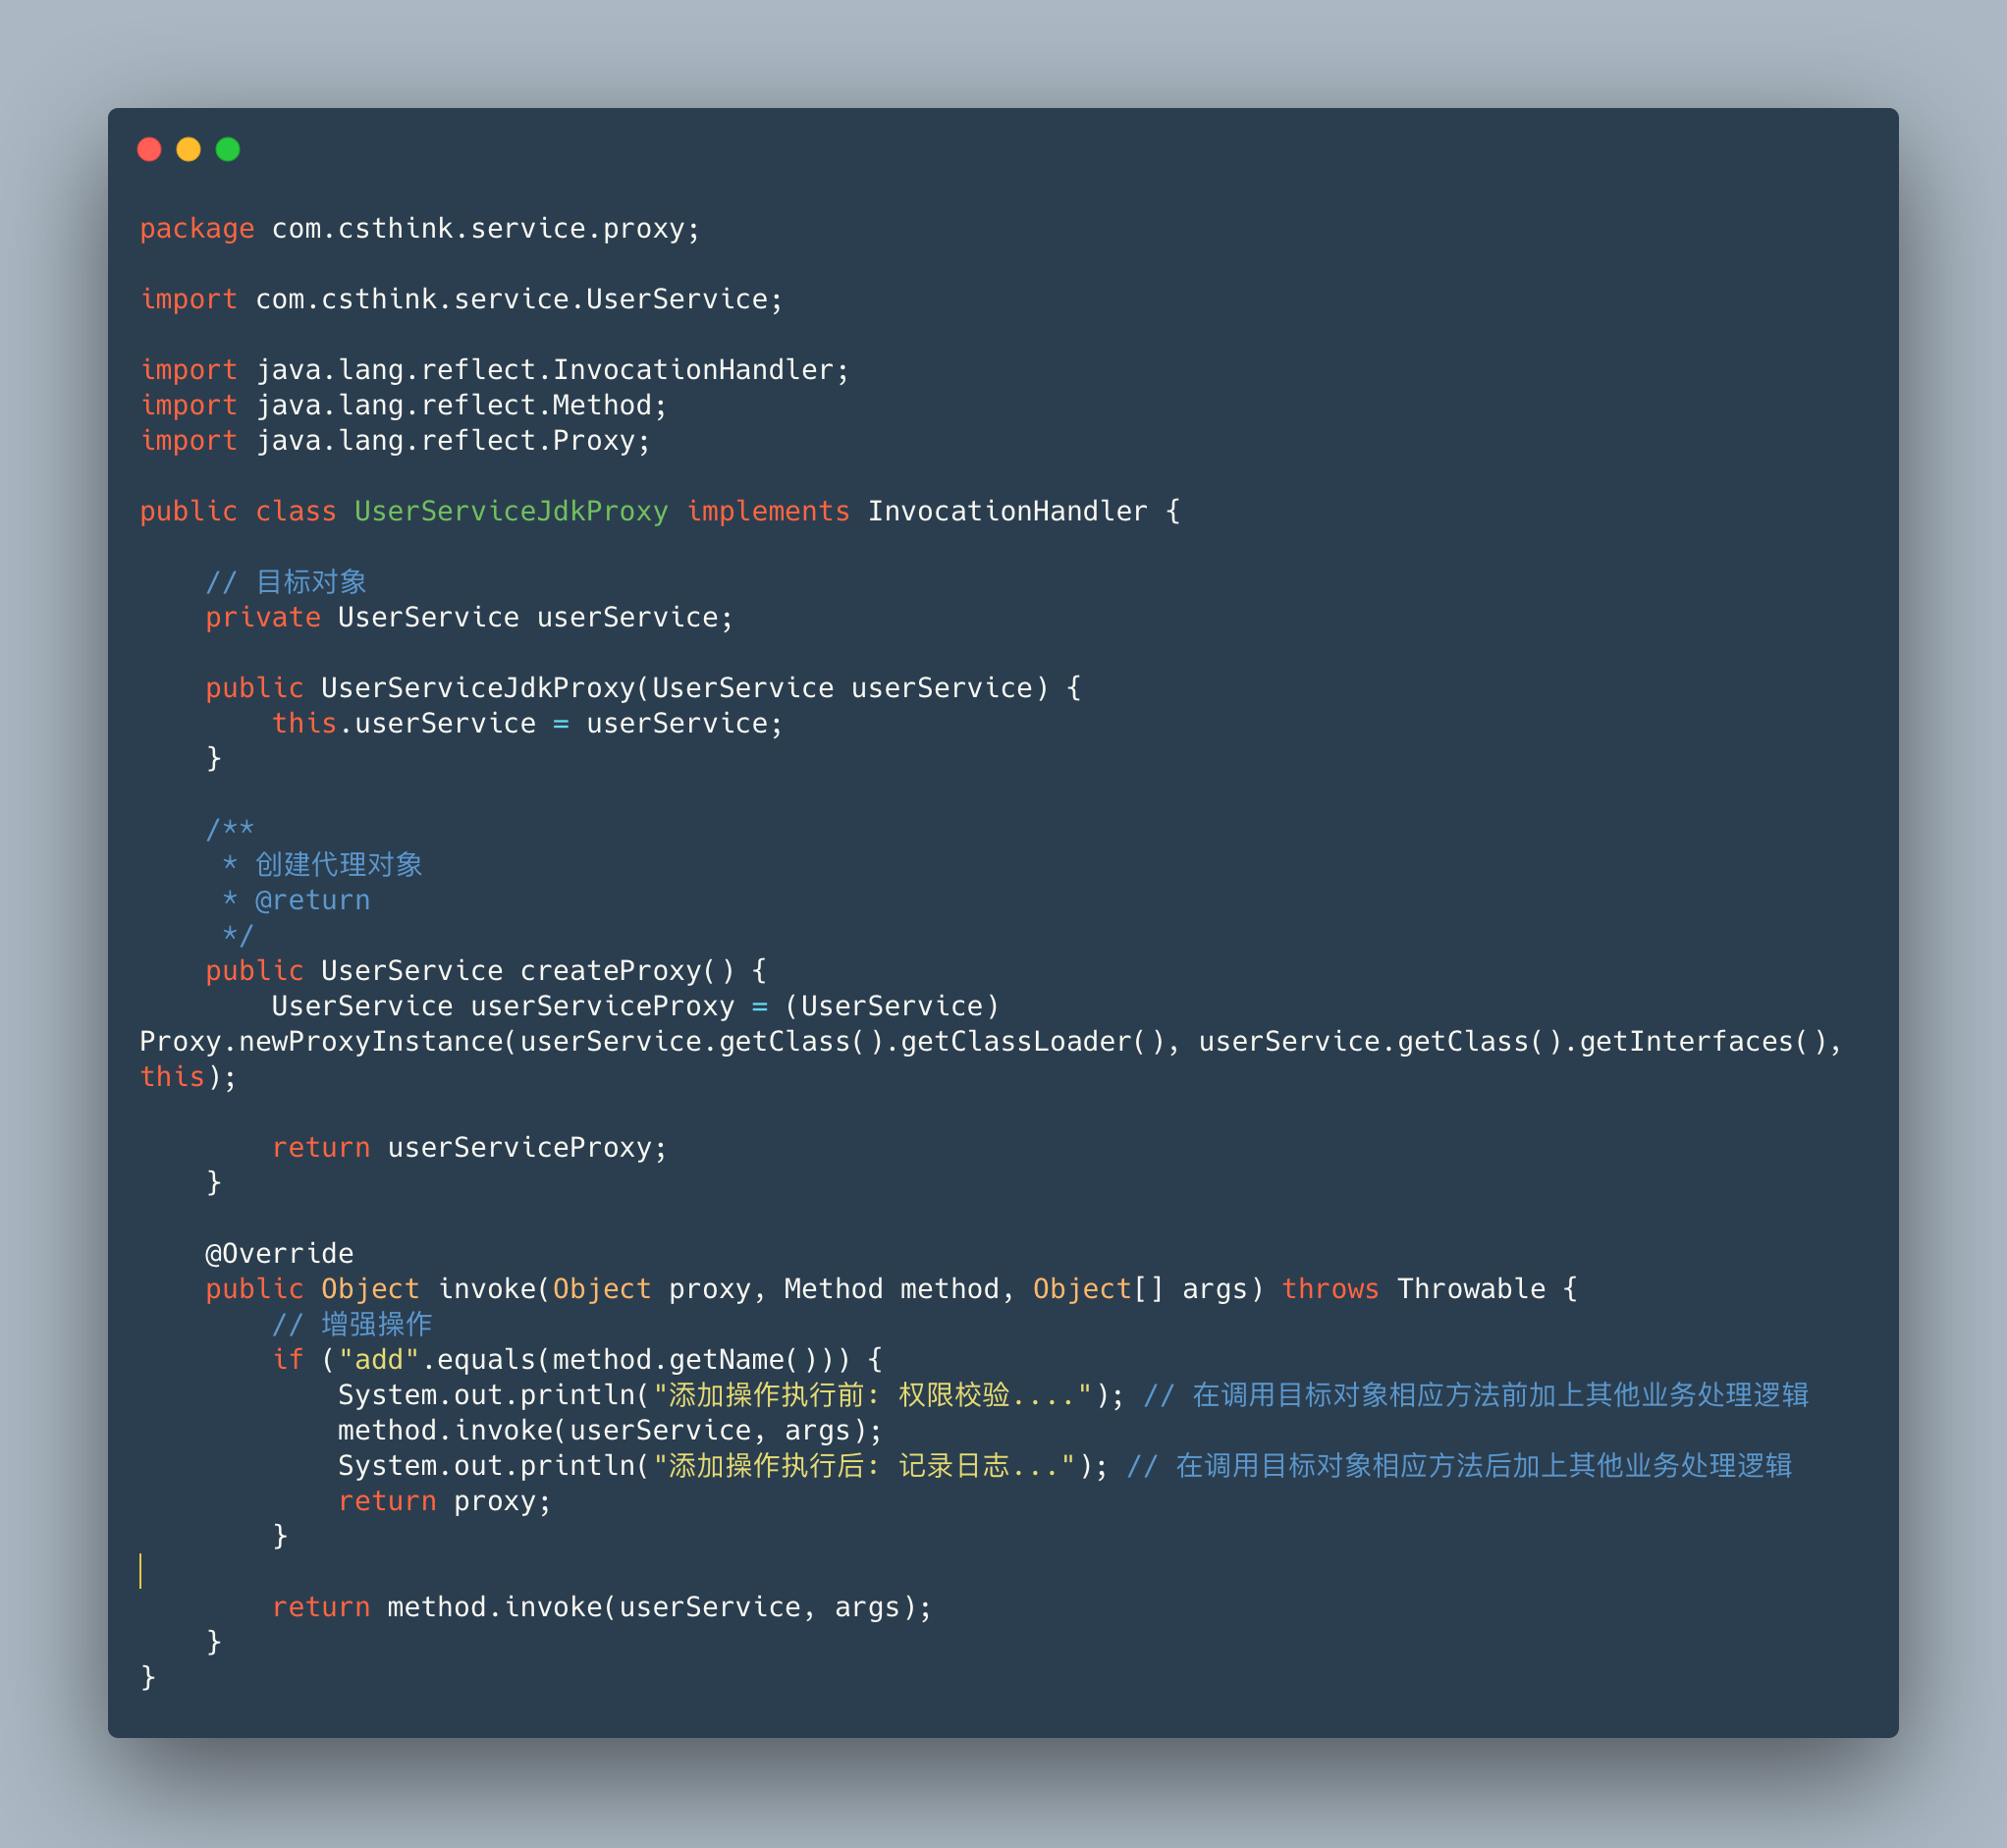 package com.csthink.service.proxy;

import com.csthink.service.UserService;

import java.lang.reflect.InvocationHandler;
import java.lang.reflect.Method;
import java.lang.reflect.Proxy;

public class UserServiceJdkProxy implements InvocationHandler {

    // 目标对象
    private UserService userService;

    public UserServiceJdkProxy(UserService userService) {
        this.userService = userService;
    }

    /**
     * 创建代理对象
     * @return
     */
    public UserService createProxy() {
        UserService userServiceProxy = (UserService)
Proxy.newProxyInstance(userService.getClass().getClassLoader(), userService.getClass().getInterfaces(),
this);

        return userServiceProxy;
    }

    @Override
    public Object invoke(Object proxy, Method method, Object[] args) throws Throwable {
        // 增强操作
        if ("add".equals(method.getName())) {
            System.out.println("添加操作执行前: 权限校验...."); // 在调用目标对象相应方法前加上其他业务处理逻辑
            method.invoke(userService, args);
            System.out.println("添加操作执行后: 记录日志..."); // 在调用目标对象相应方法后加上其他业务处理逻辑
            return proxy;
        }

        return method.invoke(userService, args);
    }
}